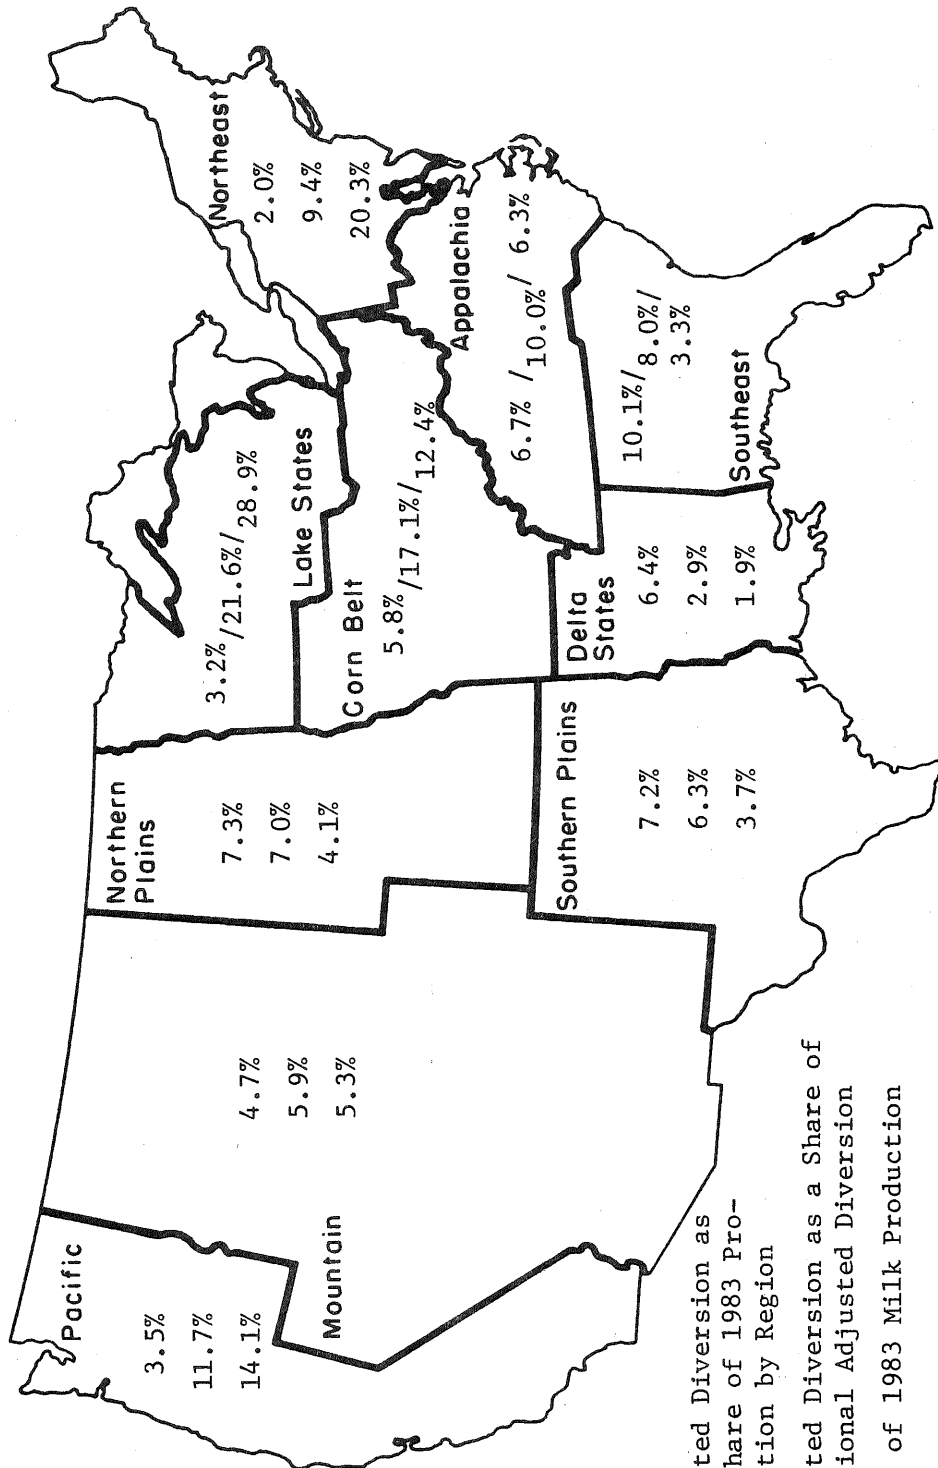 Pacific
3.5%
11.7%
14.1%
Mountain
4.7%
5.9%
5.3%
Northern
Plains
7.3%
7.0%
4.1%
3.2%/21.6%/28.9%
Lake States
Corn Belt
5.8%/17.1%/12.4%
Northeast
2.0%
9.4%
20.3%
Appalachia
6.7% /10.0%/ 6.3%
Southern Plains
7.2%
6.3%
3.7%
Delta
States
6.4%
2.9%
1.9%
10.1%/8.0%/
3.3%
Southeast
ted Diversion as
hare of 1983 Pro-
tion by Region
ted Diversion as a Share of
ional Adjusted Diversion
of 1983 Milk Production